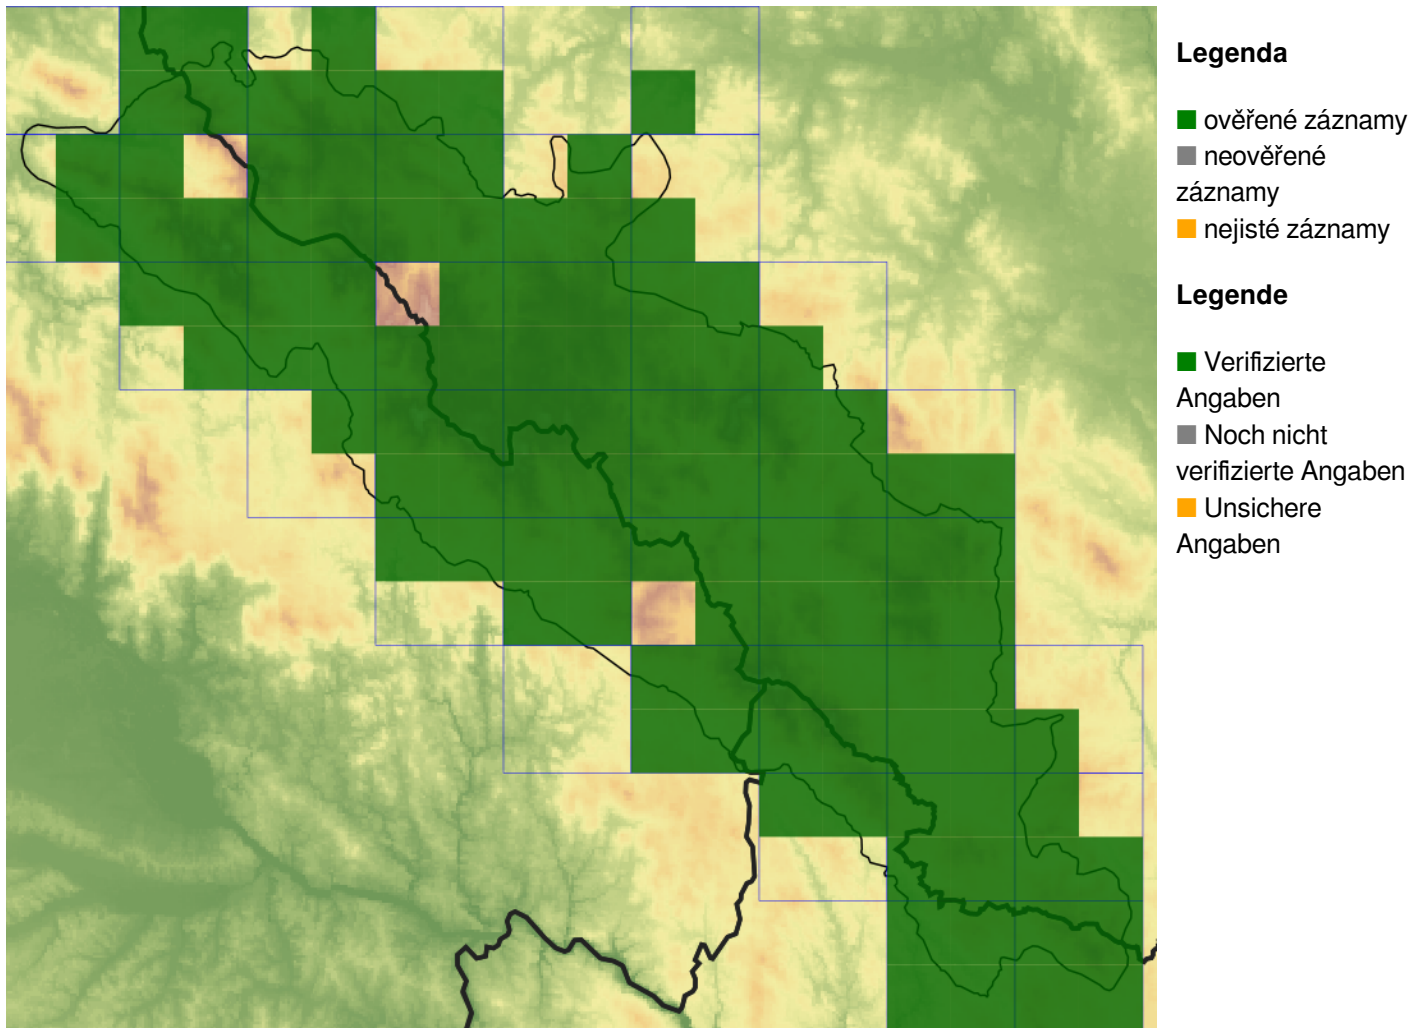 Legenda
ověřené záznamy
neověřené
záznamy
nejisté záznamy
Legende
Verifizierte
Angaben
Noch nicht
verifizierte Angaben
Unsichere
Angaben